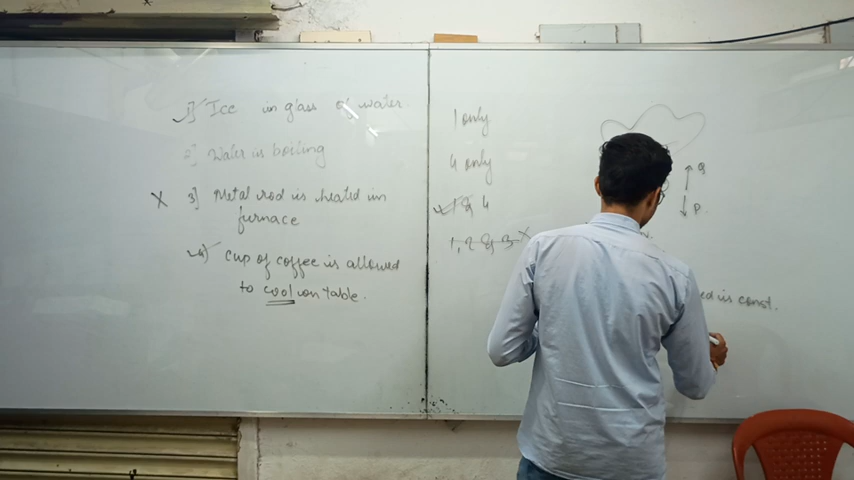 1] Ice in glass of water
2] Water is boiling
X 3] Metal rod is heated in
furnace
4] Cup of coffee is allowed
to cool on table.
1 only
4 only
1 & 4
1, 2 & 3 X
Q
P.
is const.